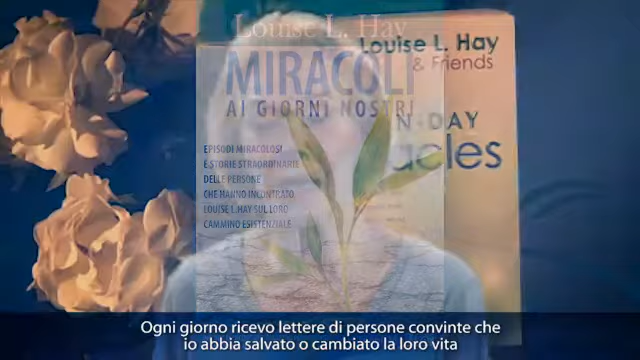 Louise L. Hay
Louise L. Hay
& Friends
MIRACOLI
AI GIORNI NOSTRI
N-DAY
acles
EPISODI MIRACOLOSI
E STORIE STRAORDINARIE
DELLE PERSONE
CHE HANNO INCONTRATO
LOUISE L.HAY SUL LORO
CAMMINO ESISTENZIALE
Ogni giorno ricevo lettere di persone convinte che
io abbia salvato o cambiato la loro vita